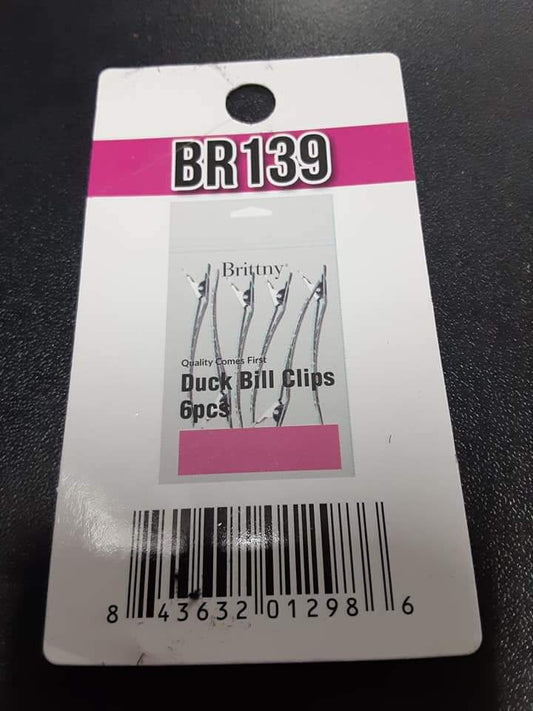 BR139
Brittny®
Quality Comes First
Duck Bill Clips
6pcs
8 43632 01298 6